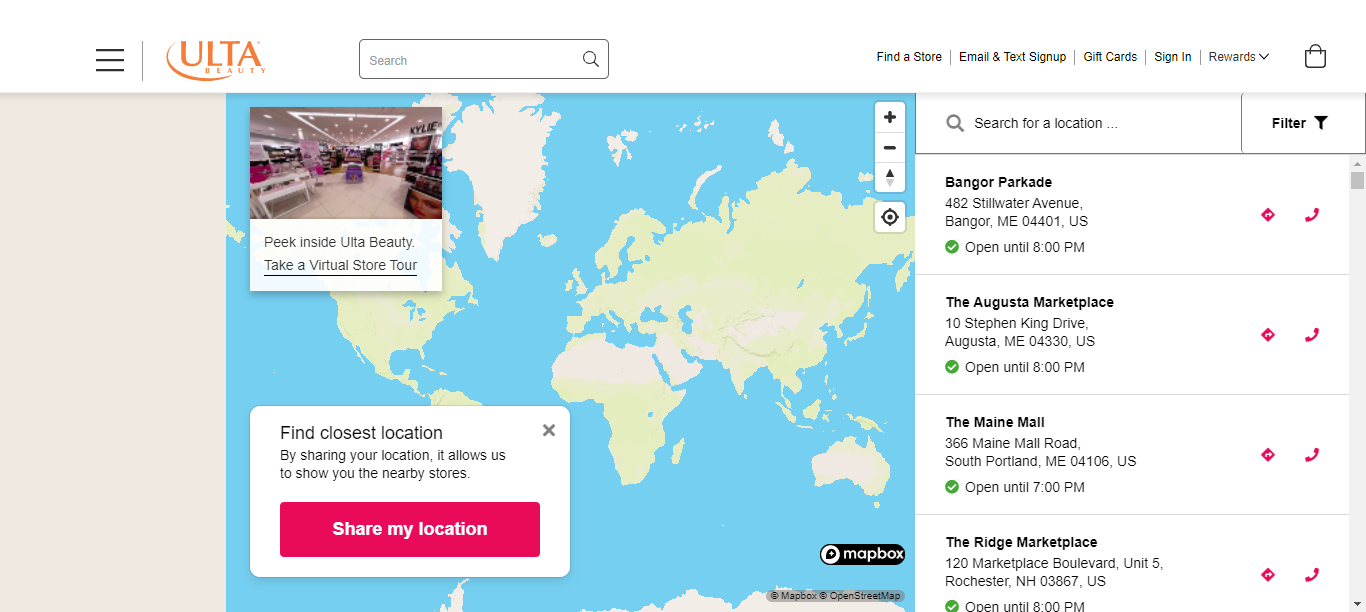 ULTA
BEAUTY
Search
Find a Store
Email & Text Signup
Gift Cards
Sign In
Rewards
KYLIE
Peek inside Ulta Beauty.
Take a Virtual Store Tour
Find closest location
By sharing your location, it allows us
to show you the nearby stores.
Share my location
mapbox
© Mapbox © OpenStreetMap
Search for a location ...
Filter
Bangor Parkade
482 Stillwater Avenue,
Bangor, ME 04401, US
Open until 8:00 PM
The Augusta Marketplace
10 Stephen King Drive,
Augusta, ME 04330, US
Open until 8:00 PM
The Maine Mall
366 Maine Mall Road,
South Portland, ME 04106, US
Open until 7:00 PM
The Ridge Marketplace
120 Marketplace Boulevard, Unit 5,
Rochester, NH 03867, US
Open until 8:00 PM